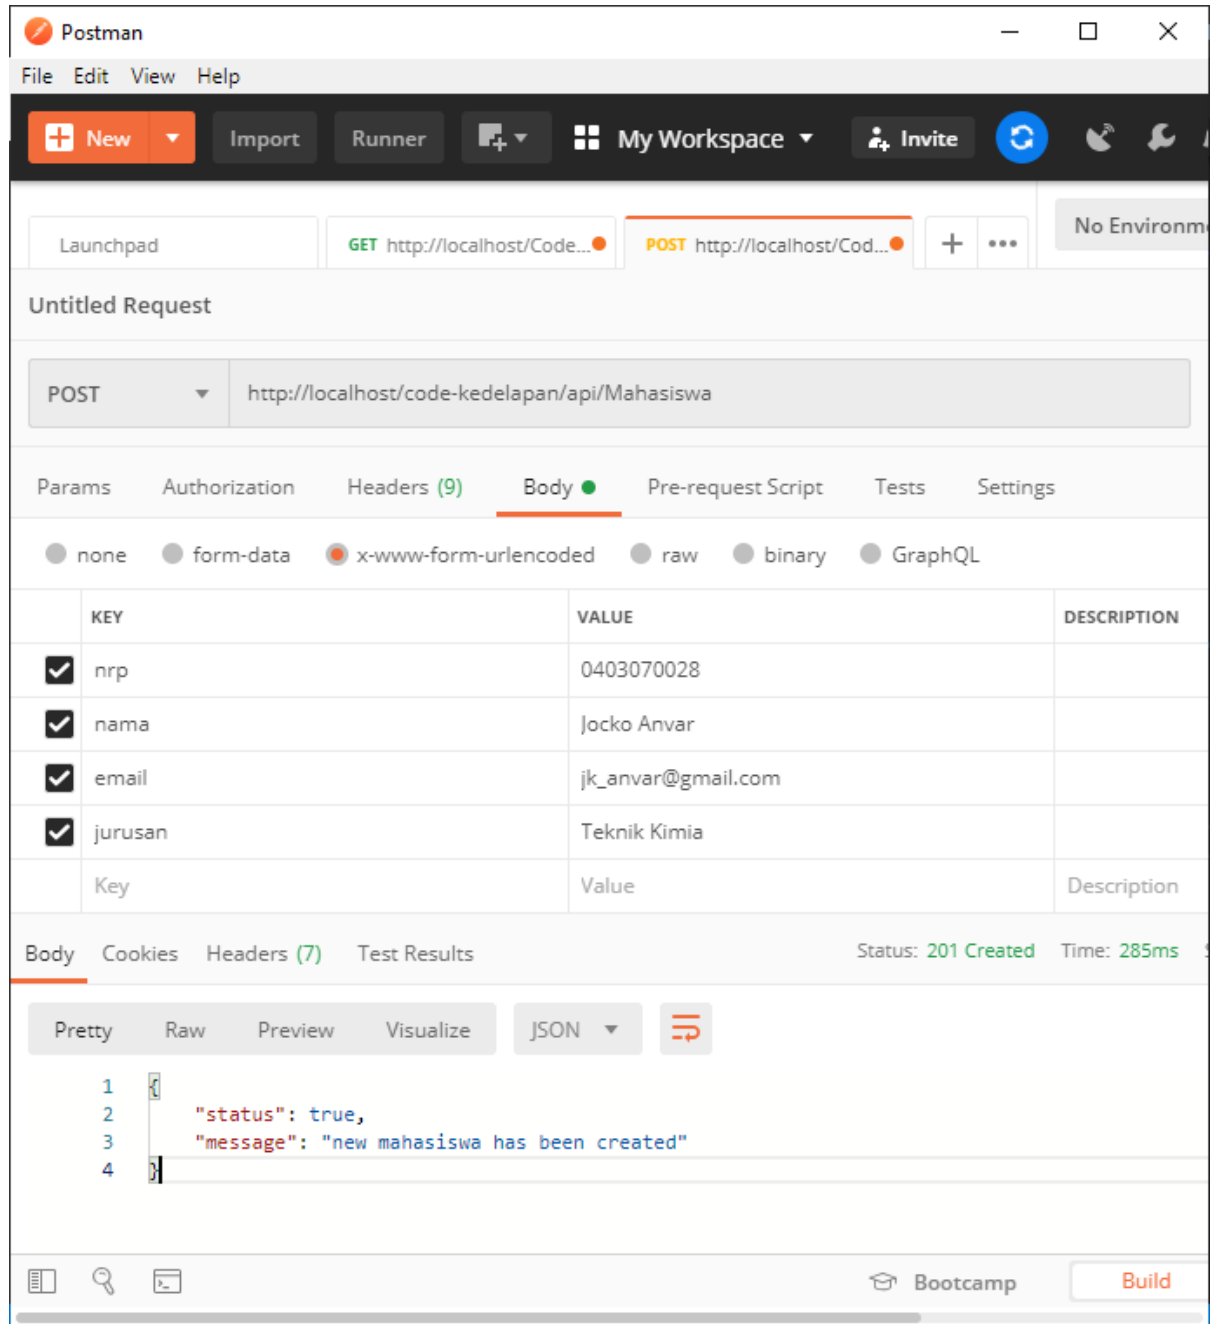 Postman
File Edit View Help
New Import Runner My Workspace Invite
Launchpad GET http://localhost/Code... POST http://localhost/Cod... No Environme
Untitled Request
POST http://localhost/code-kedelapan/api/Mahasiswa
Params Authorization Headers (9) Body Pre-request Script Tests Settings
none form-data x-www-form-urlencoded raw binary GraphQL
KEY VALUE DESCRIPTION
nrp 0403070028
nama Jocko Anvar
email jk_anvar@gmail.com
jurusan Teknik Kimia
Key Value Description
Body Cookies Headers (7) Test Results Status: 201 Created Time: 285ms
Pretty Raw Preview Visualize JSON
1 {
2 "status": true,
3 "message": "new mahasiswa has been created"
4 }
Bootcamp Build